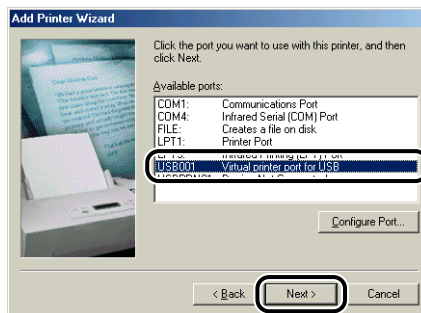 Add Printer Wizard
Click the port you want to use with this printer, and then
click Next.
Available ports:
COM1: Communications Port
COM4: Infrared Serial (COM) Port
FILE: Creates a file on disk
LPT1: Printer Port
USB001 Virtual printer port for USB
Configure Port...
< Back Next > Cancel